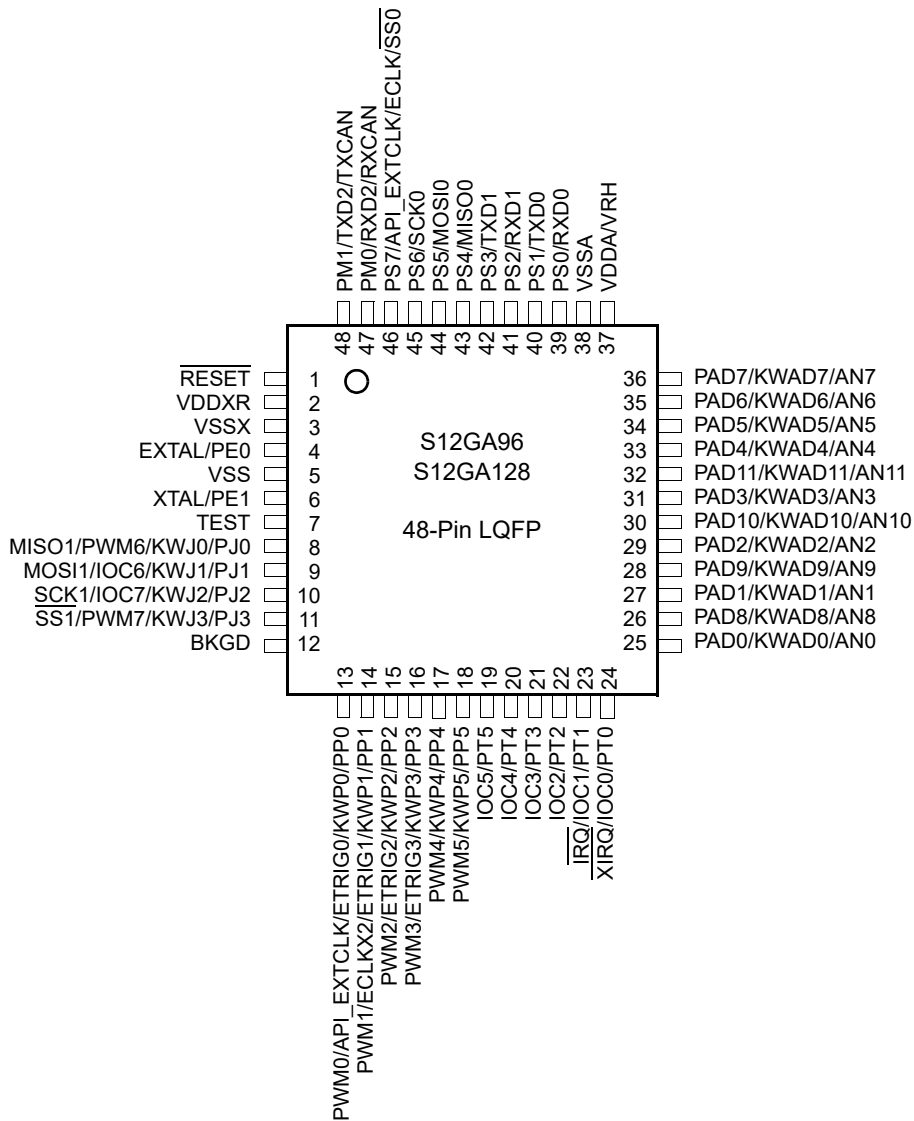 PM1/TXD2/TXCAN
PM0/RXD2/RXCAN
PS7/API_EXTCLK/ECLK/SS0
PS6/SCK0
PS5/MOSI0
PS4/MISO0
PS3/TXD1
PS2/RXD1
PS1/TXD0
PS0/RXD0
VSSA
VDDA/VRH
48
47
46
45
44
43
42
41
40
39
38
37
RESET 1
VDDXR 2
VSSX 3
EXTAL/PE0 4
VSS 5
XTAL/PE1 6
TEST 7
MISO1/PWM6/KWJ0/PJ0 8
MOSI1/IOC6/KWJ1/PJ1 9
SCK1/IOC7/KWJ2/PJ2 10
SS1/PWM7/KWJ3/PJ3 11
BKGD 12
S12GA96
S12GA128
48-Pin LQFP
36 PAD7/KWAD7/AN7
35 PAD6/KWAD6/AN6
34 PAD5/KWAD5/AN5
33 PAD4/KWAD4/AN4
32 PAD11/KWAD11/AN11
31 PAD3/KWAD3/AN3
30 PAD10/KWAD10/AN10
29 PAD2/KWAD2/AN2
28 PAD9/KWAD9/AN9
27 PAD1/KWAD1/AN1
26 PAD8/KWAD8/AN8
25 PAD0/KWAD0/AN0
13
14
15
16
17
18
19
20
21
22
23
24
PWM0/API_EXTCLK/ETRIG0/KWP0/PP0
PWM1/ECLKX2/ETRIG1/KWP1/PP1
PWM2/ETRIG2/KWP2/PP2
PWM3/ETRIG3/KWP3/PP3
PWM4/KWP4/PP4
PWM5/KWP5/PP5
IOC5/PT5
IOC4/PT4
IOC3/PT3
IOC2/PT2
IRQ/IOC1/PT1
XIRQ/IOC0/PT0